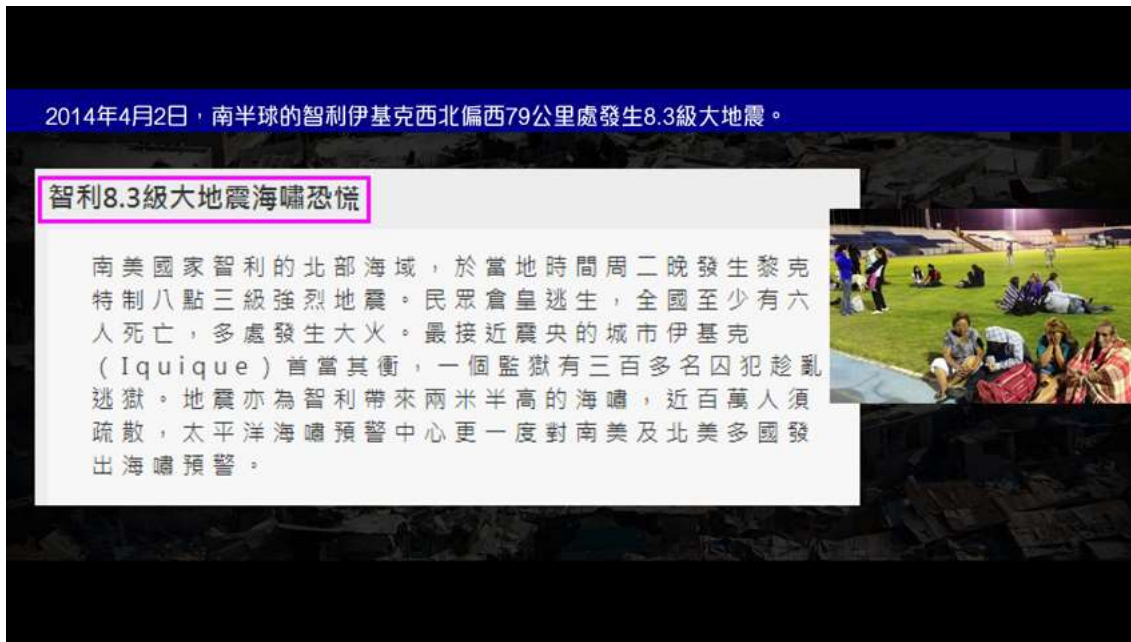 2014年4月2日，南半球的智利伊基克西北偏西79公里處發生8.3級大地震。
智利8.3級大地震海嘯恐慌
南美國家智利的北部海域，於當地時間周二晚發生黎克
特制八點三級強烈地震。民眾倉皇逃生，全國至少有六
人死亡，多處發生大火。最接近震央的城市伊基克
(Iquique)首當其衝，一個監獄有三百多名囚犯趁亂
逃獄。地震亦為智利帶來兩米半高的海嘯，近百萬人須
疏散，太平洋海嘯預警中心更一度對南美及北美多國發
出海嘯預警。